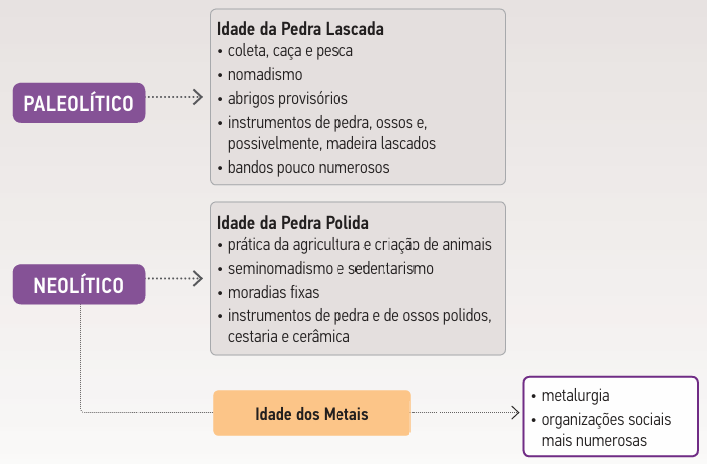 PALEOLÍTICO
Idade da Pedra Lascada
• coleta, caça e pesca
• nomadismo
• abrigos provisórios
• instrumentos de pedra, ossos e,
possivelmente, madeira lascados
• bandos pouco numerosos
NEOLÍTICO
Idade da Pedra Polida
• prática da agricultura e criação de animais
• seminomadismo e sedentarismo
• moradias fixas
• instrumentos de pedra e de ossos polidos,
cestaria e cerâmica
Idade dos Metais
• metalurgia
• organizações sociais
mais numerosas